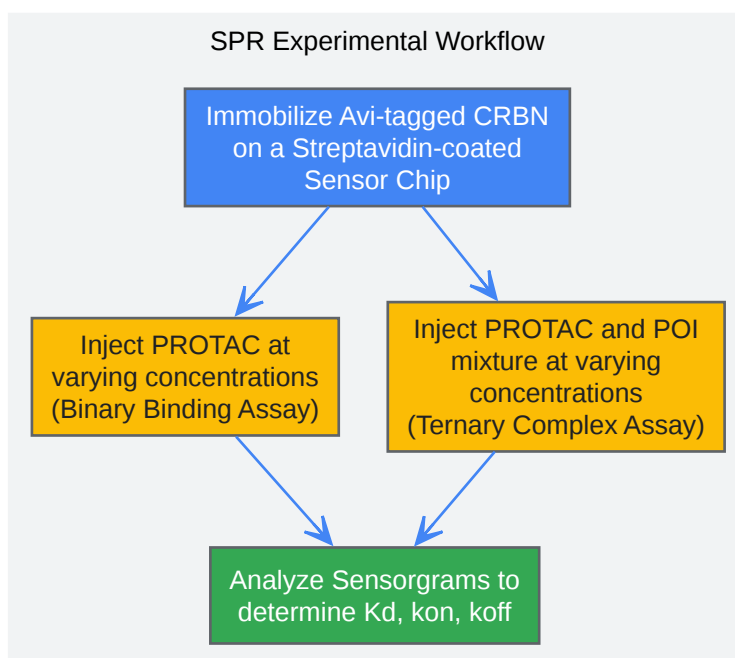 SPR Experimental Workflow
Immobilize Avi-tagged CRBN
on a Streptavidin-coated
Sensor Chip
Inject PROTAC at
varying concentrations
(Binary Binding Assay)
Inject PROTAC and POI
mixture at varying
concentrations
(Ternary Complex Assay)
Analyze Sensorgrams to
determine Kd, kon, koff